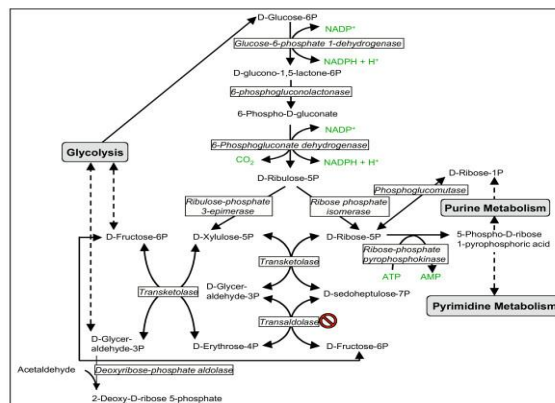 D-Glucose-6P
NADP⁺
Glucose-6-phosphate 1-dehydrogenase
NADPH + H⁺
D-glucono-1,5-lactone-6P
6-phosphogluconolactonase
6-Phospho-D-gluconate
NADP⁺
6-Phosphogluconate dehydrogenase
Glycolysis
CO₂
NADPH + H⁺
D-Ribulose-5P
D-Ribose-1P
Phosphoglucomutase
Ribulose-phosphate
3-epimerase
Ribose phosphate
isomerase
Purine Metabolism
D-Fructose-6P
D-Xylulose-5P
D-Ribose-5P
5-Phospho-D-ribose
1-pyrophosphoric acid
Ribose-phosphate
pyrophosphokinase
Transketolase
ATP
AMP
Transketolase
D-Glycer-
aldehyde-3P
D-sedoheptulose-7P
Pyrimidine Metabolism
Transaldolase
D-Glycer-
aldehyde-3P
D-Erythrose-4P
D-Fructose-6P
Acetaldehyde
Deoxyribose-phosphate aldolase
2-Deoxy-D-ribose 5-phosphate